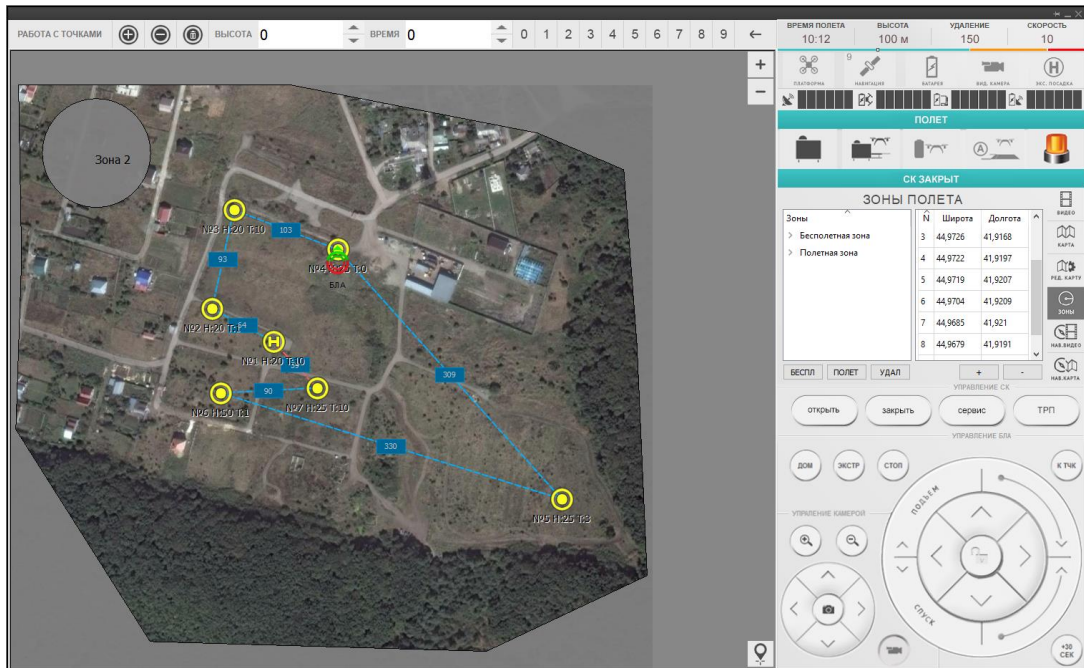 РАБОТА С ТОЧКАМИ ВЫСОТА 0 ВРЕМЯ 0 0 1 2 3 4 5 6 7 8 9 ←
+
−
Зона 2
№3 H:20 T:10
103
БЛА
93
№2 H:20 T:1
№1 H:20 T:10
309
90
№6 H:50 T:1
№7 H:25 T:10
330
№5 H:25 T:3
ВРЕМЯ ПОЛЕТА ВЫСОТА УДАЛЕНИЕ СКОРОСТЬ
10:12 100 м 150 10
9
ПЛАТФОРМА НАВИГАЦИЯ БАТАРЕЯ ВИД. КАМЕРА ЭКС. ПОСАДКА
ПОЛЕТ
СК ЗАКРЫТ
ЗОНЫ ПОЛЕТА
Зоны
> Бесполетная зона
> Полетная зона
N Широта Долгота
3 44,9726 41,9168
4 44,9722 41,9197
5 44,9719 41,9207
6 44,9704 41,9209
7 44,9685 41,921
8 44,9679 41,9191
БЕСПЛ ПОЛЕТ УДАЛ + -
ВИДЕО
КАРТА
РЕД. КАРТУ
ЗОНЫ
НАВ.ВИДЕО
НАВ.КАРТА
УПРАВЛЕНИЕ СК
открыть закрыть сервис ТРП
УПРАВЛЕНИЕ БЛА
ДОМ ЭКСТР СТОП К ТЧК
УПРАЛЕНИЕ КАМЕРОЙ
ПОДЪЕМ
СПУСК
+30
СЕК